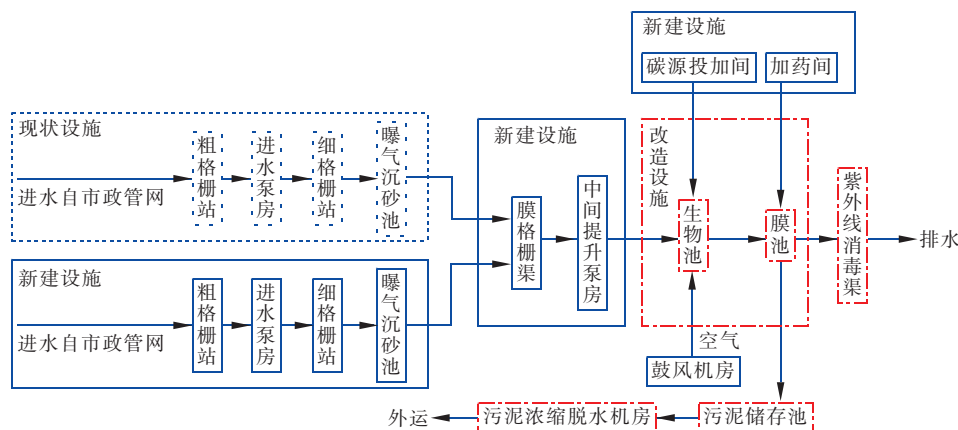 新建设施
碳源投加间
加药间
现状设施
进水自市政管网
粗格栅站
进水泵房
细格栅站
曝气沉砂池
新建设施
进水自市政管网
粗格栅站
进水泵房
细格栅站
曝气沉砂池
新建设施
膜格栅渠
中间提升泵房
改造设施
生物池
膜池
紫外线消毒渠
排水
空气
鼓风机房
外运
污泥浓缩脱水机房
污泥储存池